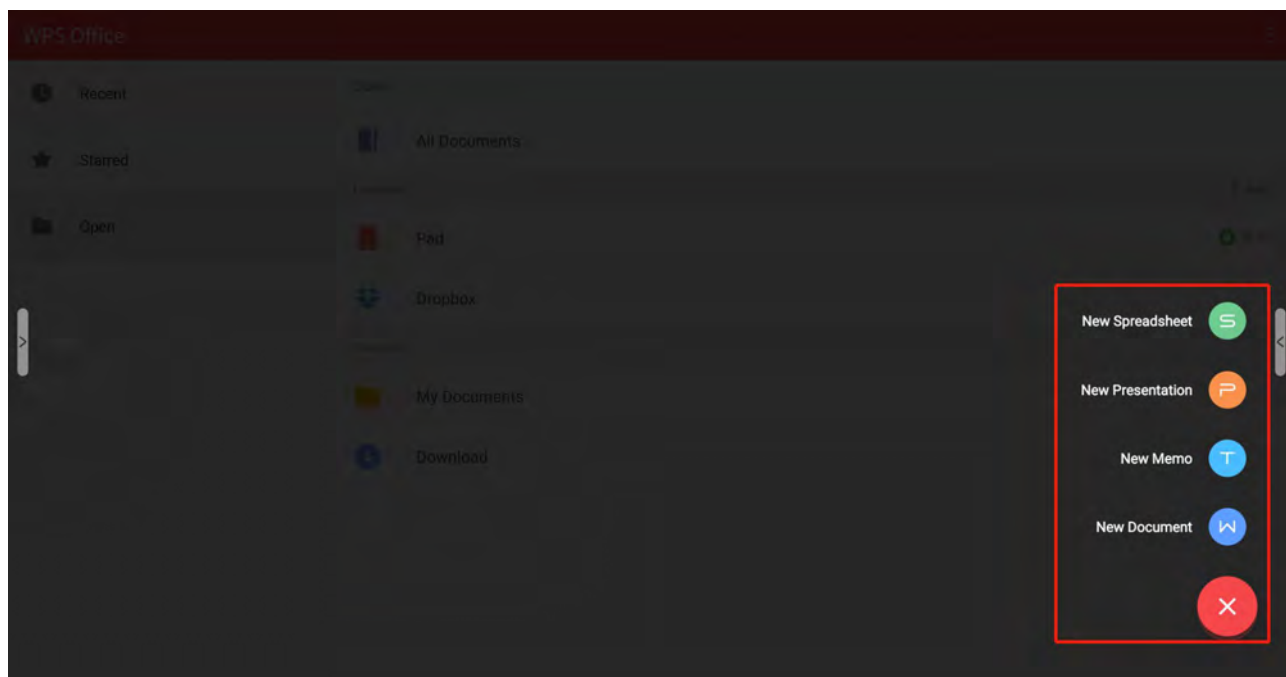 WPS Office
Recent
Starred
Open
All Documents
Pad
Dropbox
My Documents
Download
New Spreadsheet S
New Presentation P
New Memo T
New Document W